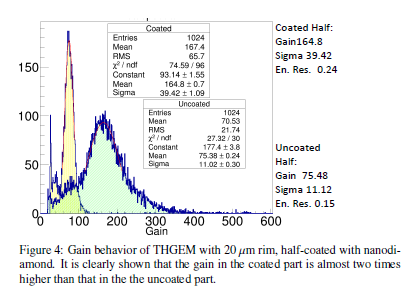 Coated
Entries 1024
Mean 167.4
RMS 65.7
χ² / ndf 74.59 / 96
Constant 93.14 ± 1.55
Mean 164.8 ± 0.7
Sigma 39.42 ± 1.09
Uncoated
Entries 1024
Mean 70.53
RMS 21.74
χ² / ndf 27.32 / 30
Constant 177.4 ± 3.8
Mean 75.38 ± 0.24
Sigma 11.02 ± 0.30
Coated Half:
Gain164.8
Sigma 39.42
En. Res. 0.24
Uncoated
Half:
Gain 75.48
Sigma 11.12
En. Res. 0.15
150
100
50
0
0 100 200 300 400 500 600
Gain
Figure 4: Gain behavior of THGEM with 20 μm rim, half-coated with nanodi-
amond. It is clearly shown that the gain in the coated part is almost two times
higher than that in the the uncoated part.